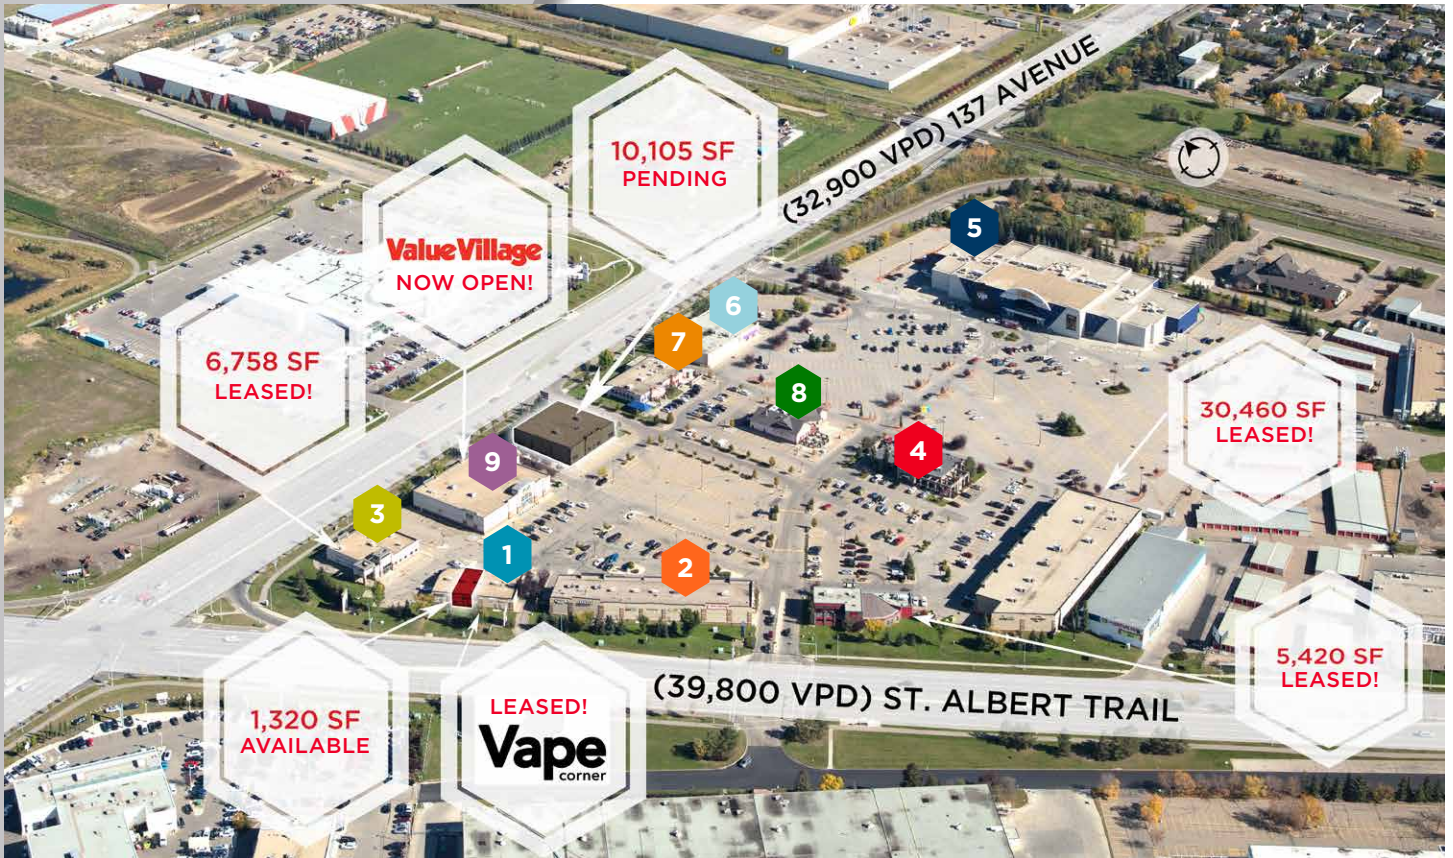 10,105 SF
PENDING
(32,900 VPD) 137 AVENUE
Value Village
NOW OPEN!
5
6
7
6,758 SF
LEASED!
8
30,460 SF
LEASED!
4
9
3
1
2
5,420 SF
LEASED!
(39,800 VPD) ST. ALBERT TRAIL
1,320 SF
AVAILABLE
LEASED!
Vape
corner